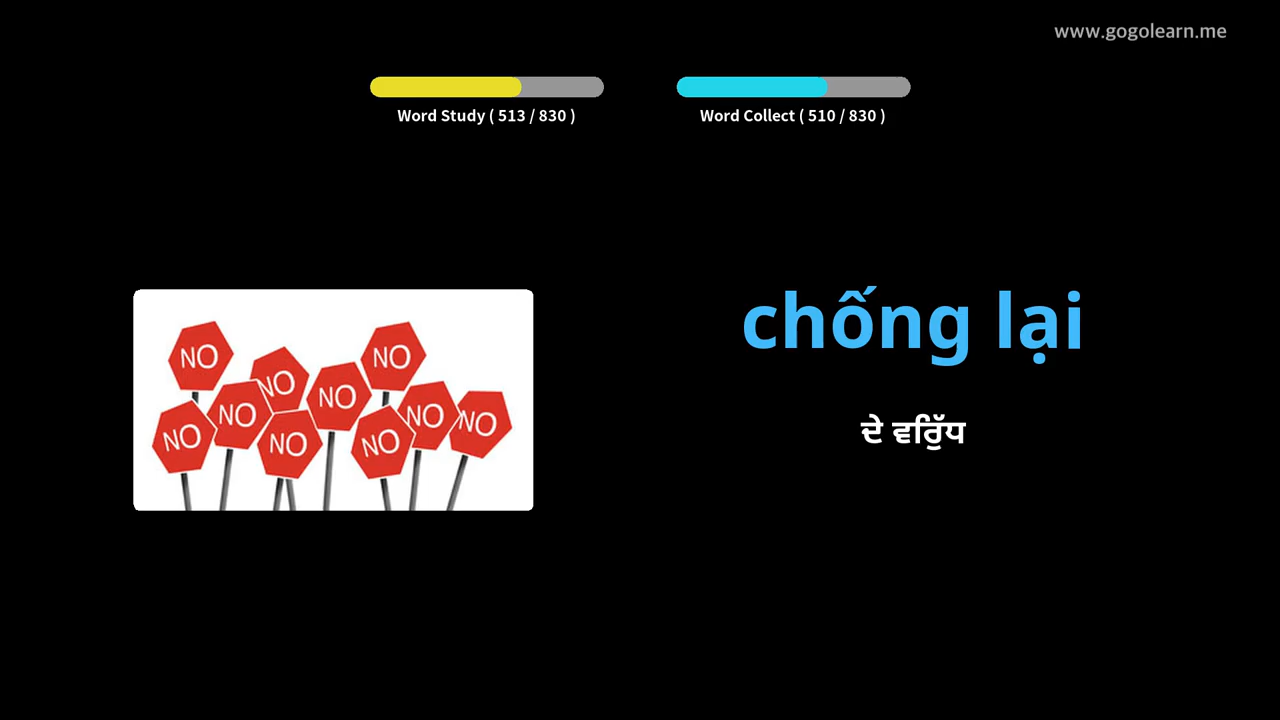 www.gogolearn.me
Word Study ( 513 / 830 )
Word Collect ( 510 / 830 )
NO
NO
NO
NO
NO
NO
NO
NO
NO
NO
chống lại
ਦੇ ਵਿਰੁੱਧ